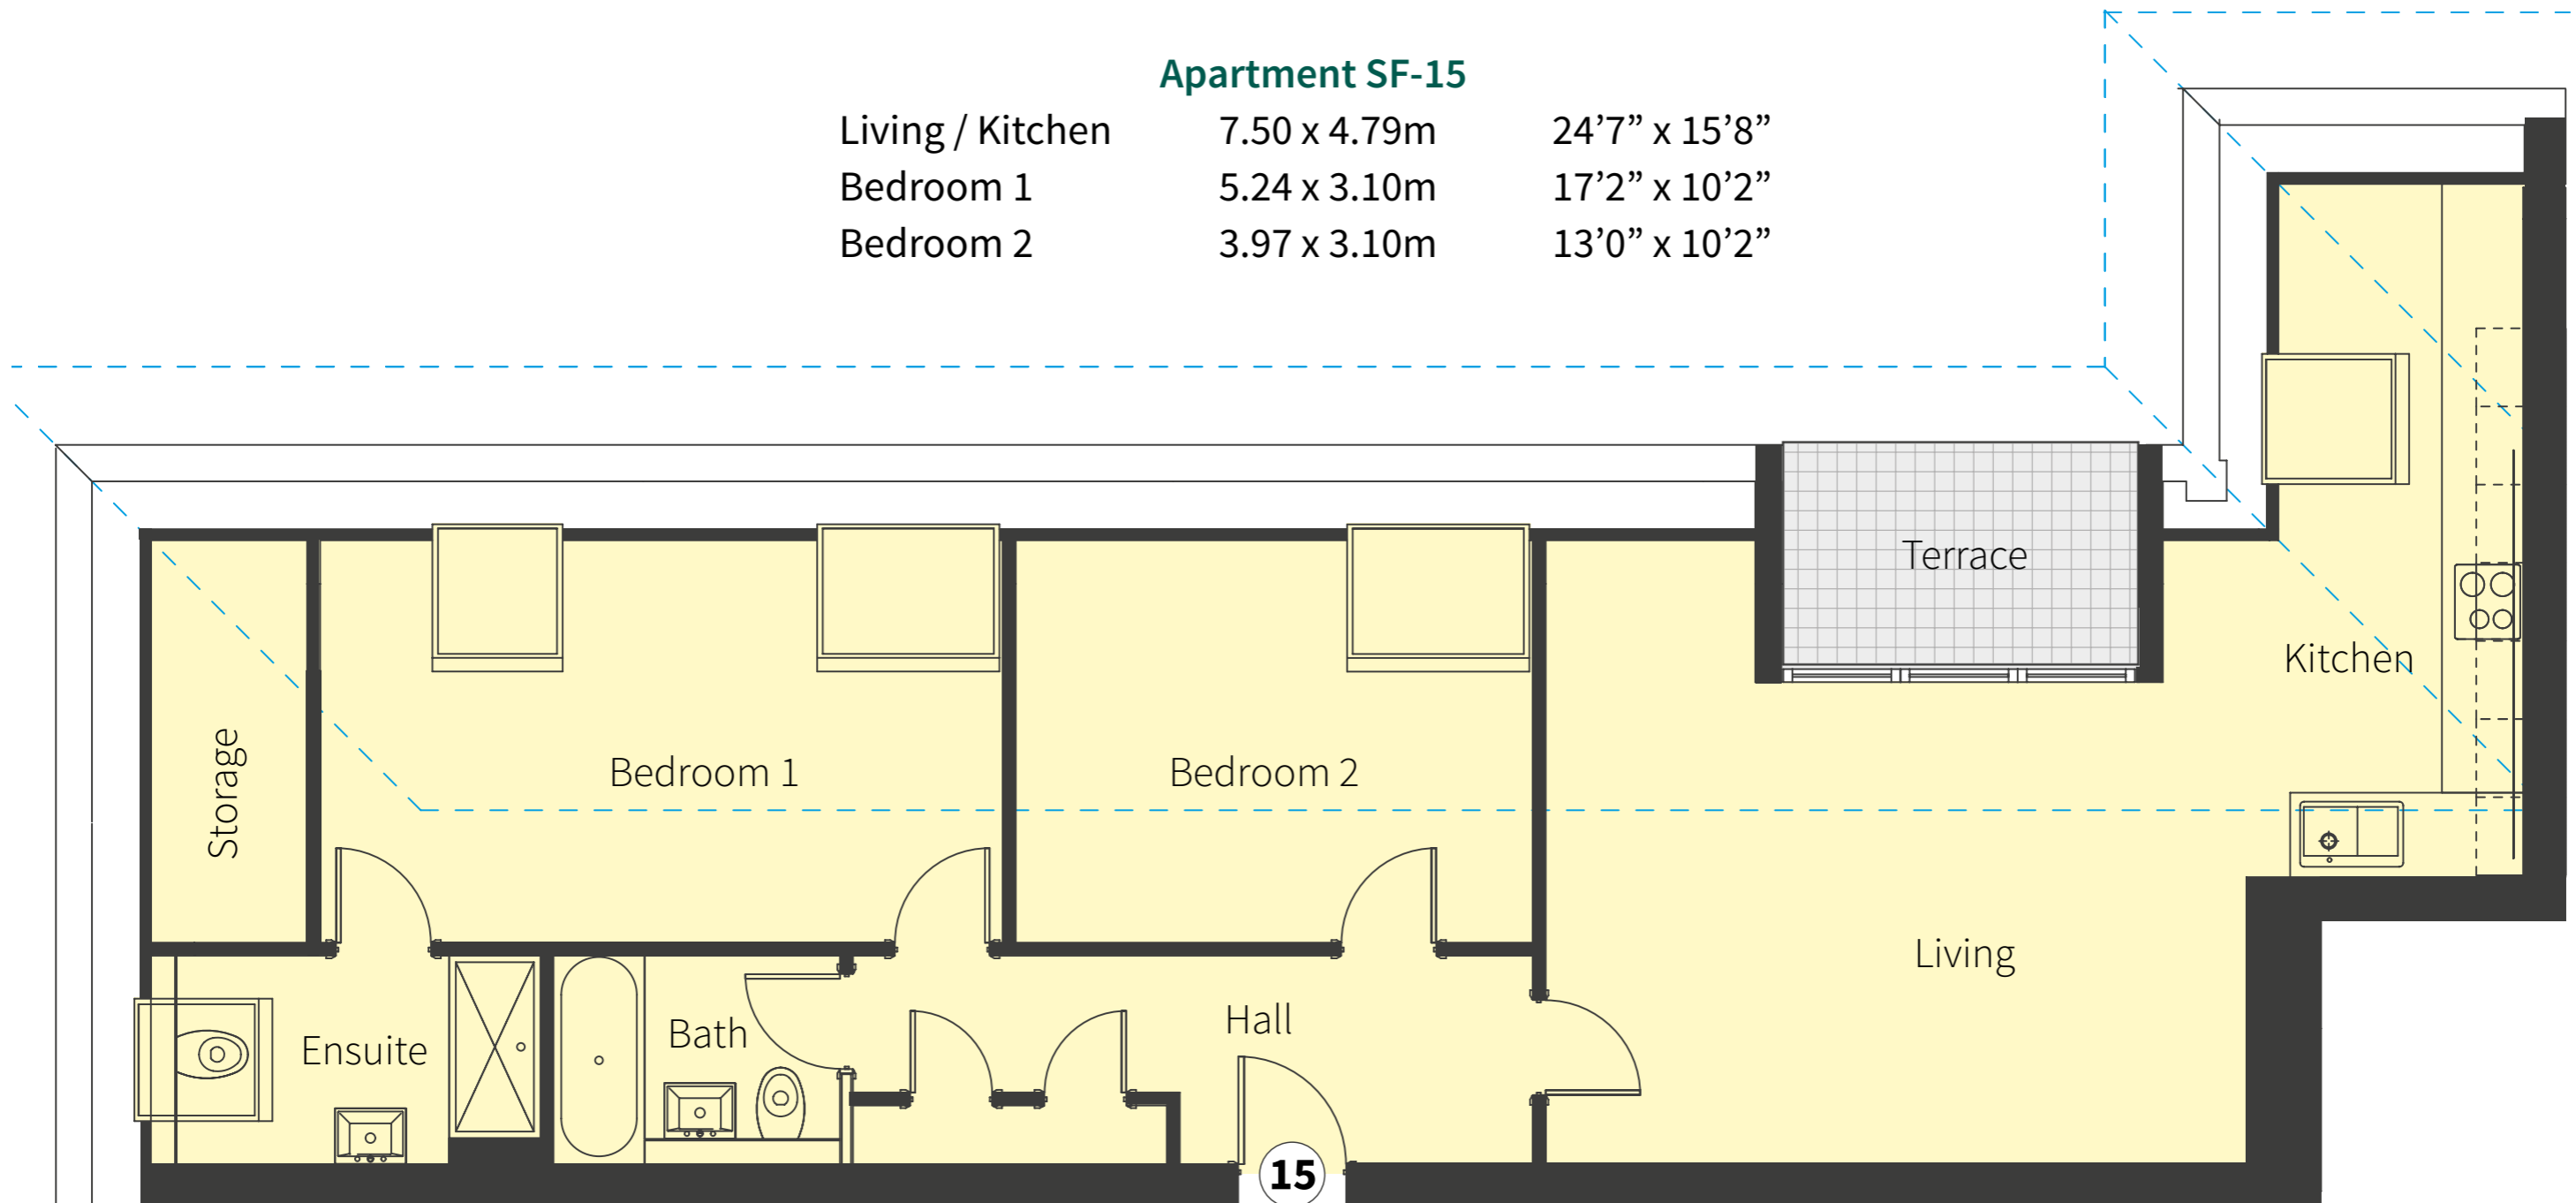 Apartment SF-15
Living / Kitchen 7.50 x 4.79m 24’7” x 15’8”
Bedroom 1 5.24 x 3.10m 17’2” x 10’2”
Bedroom 2 3.97 x 3.10m 13’0” x 10’2”
Terrace
Kitchen
Storage
Bedroom 1
Bedroom 2
Living
Ensuite
Bath
Hall
15